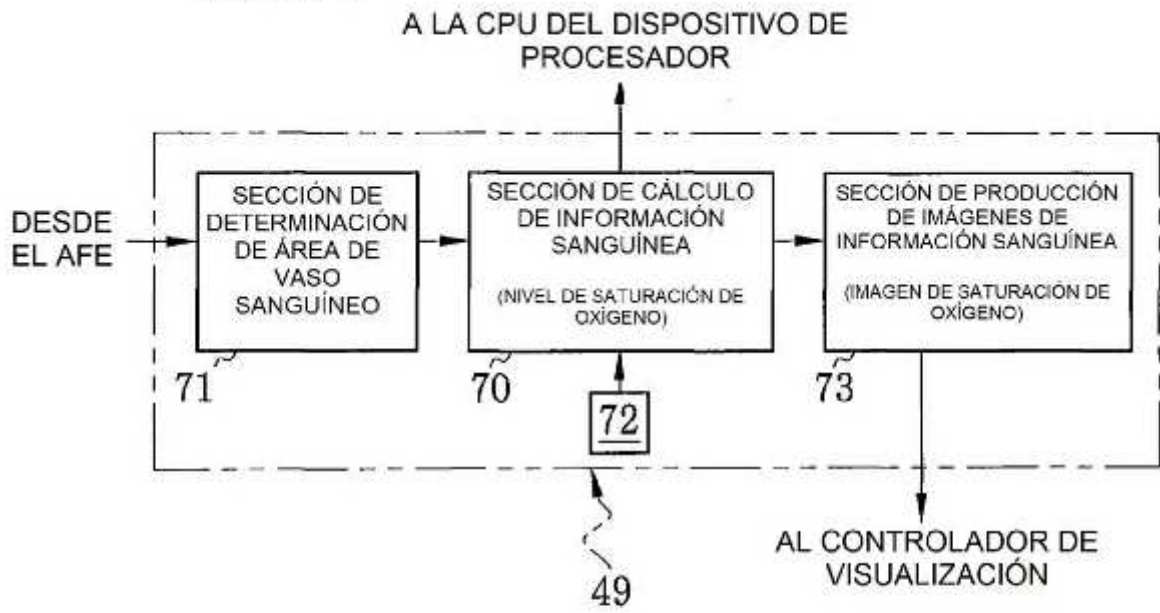 A LA CPU DEL DISPOSITIVO DE
PROCESADOR
DESDE
EL AFE
SECCIÓN DE
DETERMINACIÓN
DE ÁREA DE
VASO
SANGUÍNEO
SECCIÓN DE CÁLCULO
DE INFORMACIÓN
SANGUÍNEA
(NIVEL DE SATURACIÓN DE
OXÍGENO)
SECCIÓN DE PRODUCCIÓN
DE IMÁGENES DE
INFORMACIÓN SANGUÍNEA
(IMAGEN DE SATURACIÓN DE
OXÍGENO)
71
70
73
72
49
AL CONTROLADOR DE
VISUALIZACIÓN